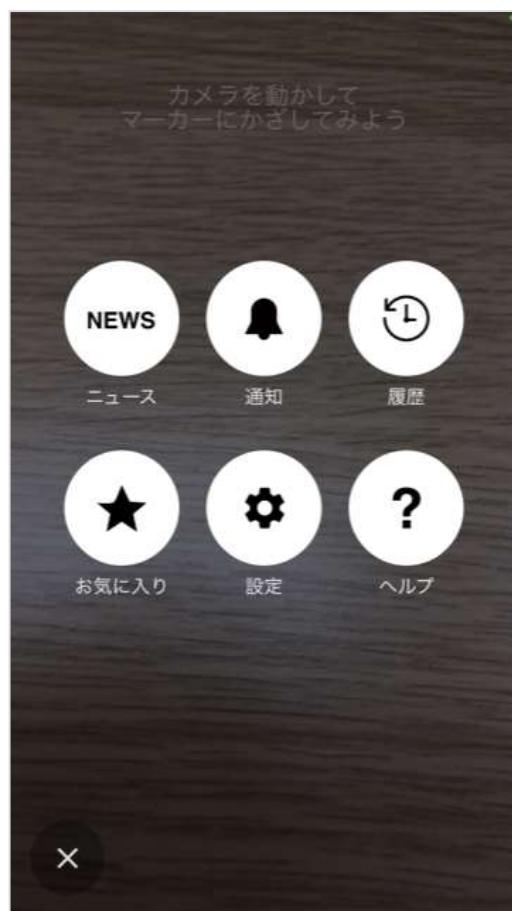 カメラを動かして
マーカーにかざしてみよう
NEWS
ニュース
通知
履歴
お気に入り
設定
?
ヘルプ
×